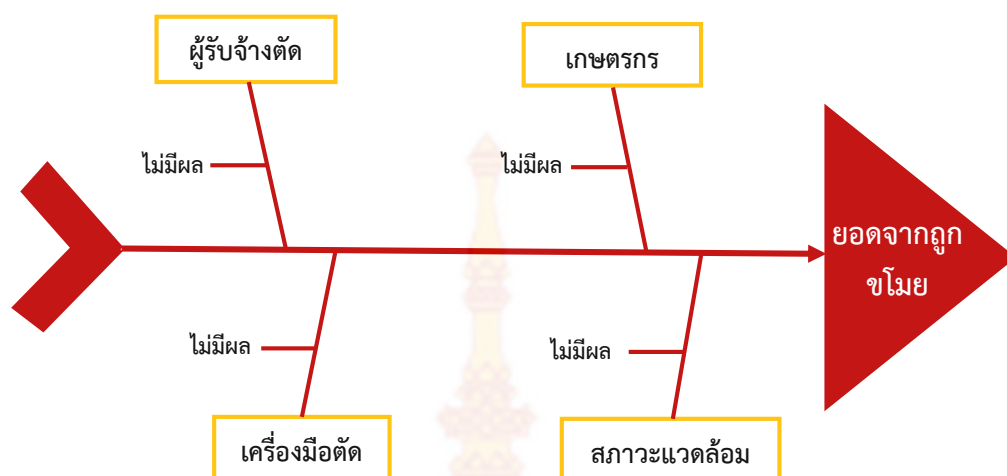 ผู้รับจ้างตัด
เกษตรกร
ไม่มีผล
ไม่มีผล
ยอดจากถูก
ขโมย
ไม่มีผล
ไม่มีผล
เครื่องมือตัด
สภาวะแวดล้อม